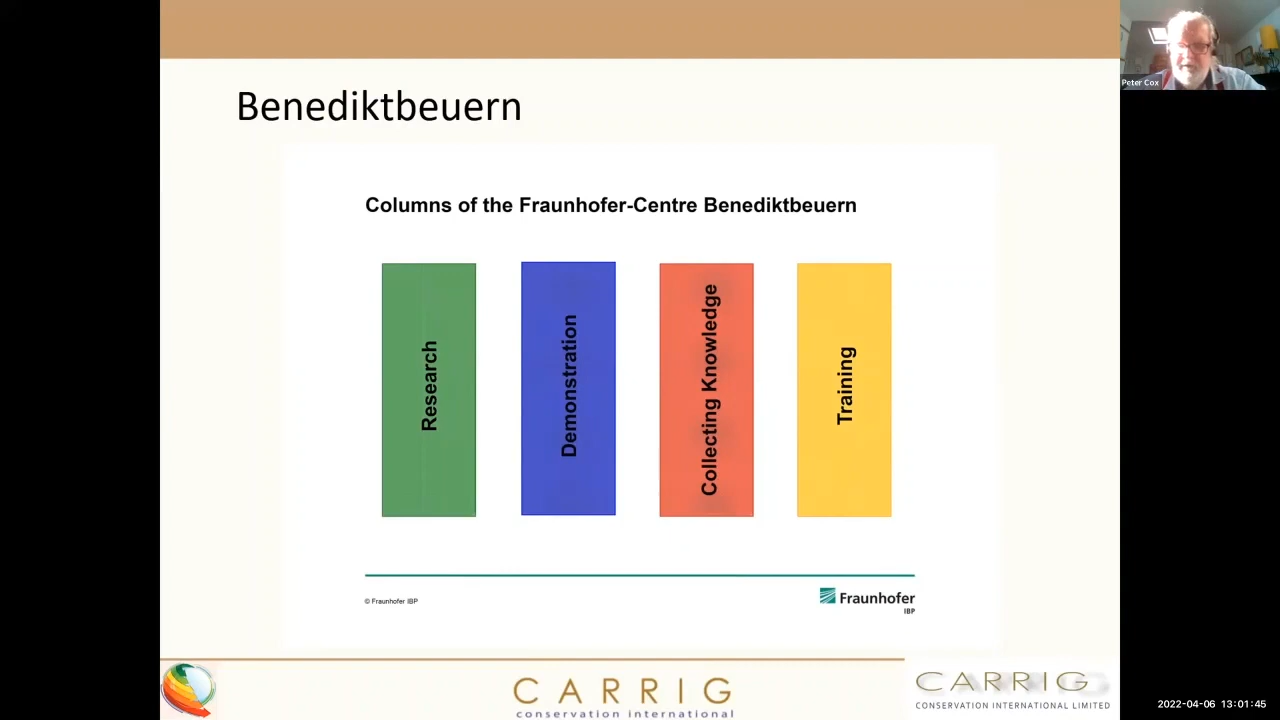 Benediktbeuern
Peter Cox
Columns of the Fraunhofer-Centre Benediktbeuern
Research
Demonstration
Collecting Knowledge
Training
© Fraunhofer IBP
Fraunhofer
IBP
CARRIG
conservation international
CARRIG
CONSERVATION INTERNATIONAL LIMITED
2022-04-06 13:01:45